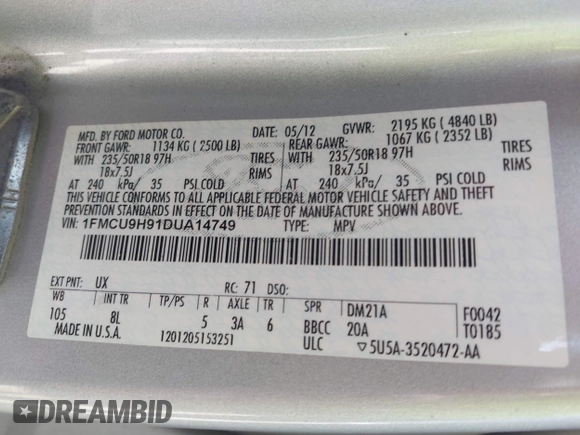 MFD. BY FORD MOTOR CO.
DATE: 05/12 GVWR: 2195 KG ( 4840 LB)
FRONT GAWR: 1134 KG ( 2500 LB) REAR GAWR: 1067 KG ( 2352 LB)
WITH 235/50R18 97H TIRES WITH 235/50R18 97H TIRES
18x7.5J RIMS 18x7.5J RIMS
AT 240 kPa/ 35 PSI COLD AT 240 kPa/ 35 PSI COLD
THIS VEHICLE CONFORMS TO ALL APPLICABLE FEDERAL MOTOR VEHICLE SAFETY AND THEFT
PREVENTION STANDARDS IN EFFECT ON THE DATE OF MANUFACTURE SHOWN ABOVE.
VIN: 1FMCU9H91DUA14749 TYPE: MPV
EXT PNT: UX RC: 71 DSO:
WB INT TR TP/PS R AXLE TR SPR DM21A F0042
105 8L 5 3A 6 BBCC 20A T0185
MADE IN U.S.A. 1201205153251 ULC ▽5U5A-3520472-AA
DREAMBID